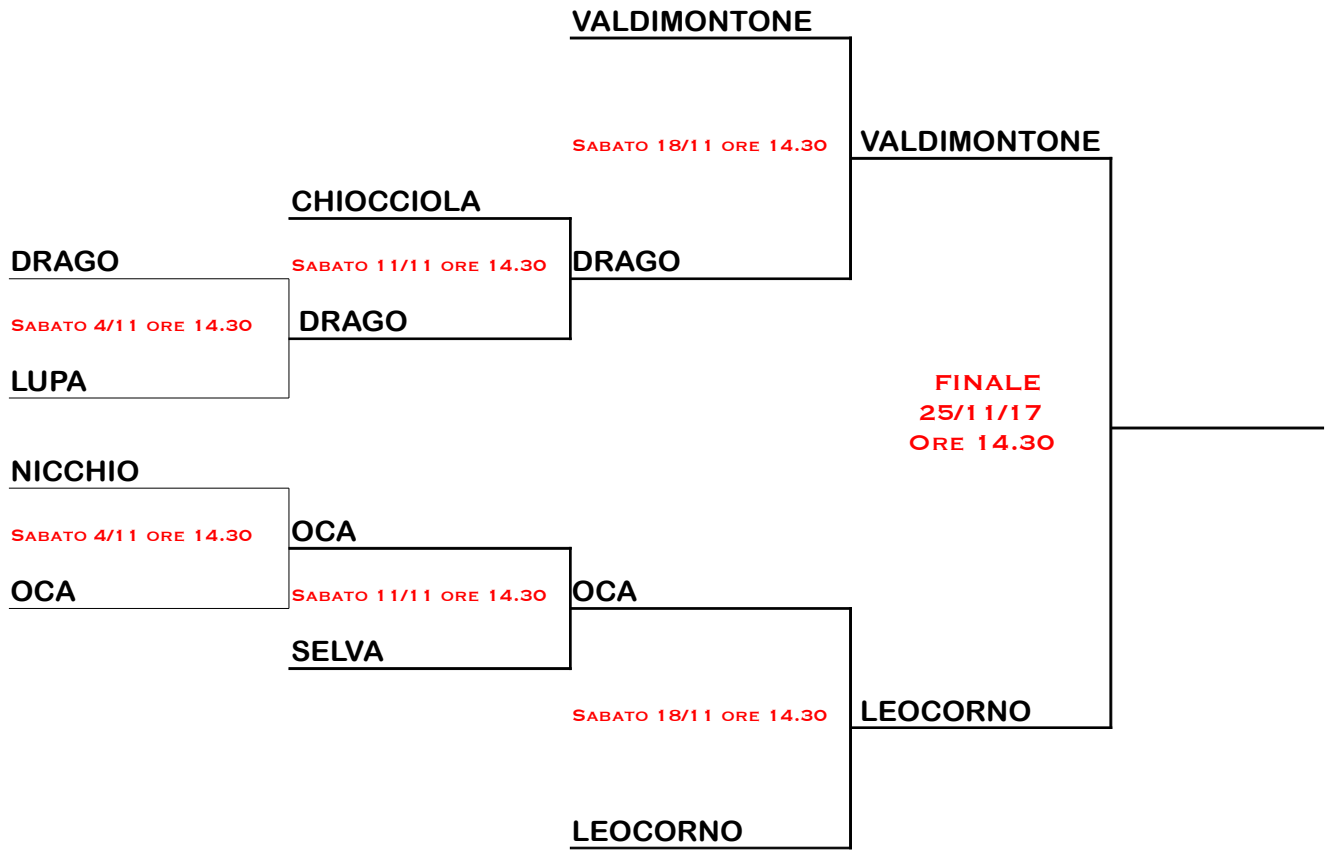 VALDIMONTONE
SABATO 18/11 ORE 14.30
VALDIMONTONE
CHIOCCIOLA
DRAGO
SABATO 11/11 ORE 14.30
DRAGO
SABATO 4/11 ORE 14.30
DRAGO
LUPA
FINALE
25/11/17
ORE 14.30
NICCHIO
SABATO 4/11 ORE 14.30
OCA
OCA
SABATO 11/11 ORE 14.30
OCA
SELVA
SABATO 18/11 ORE 14.30
LEOCORNO
LEOCORNO